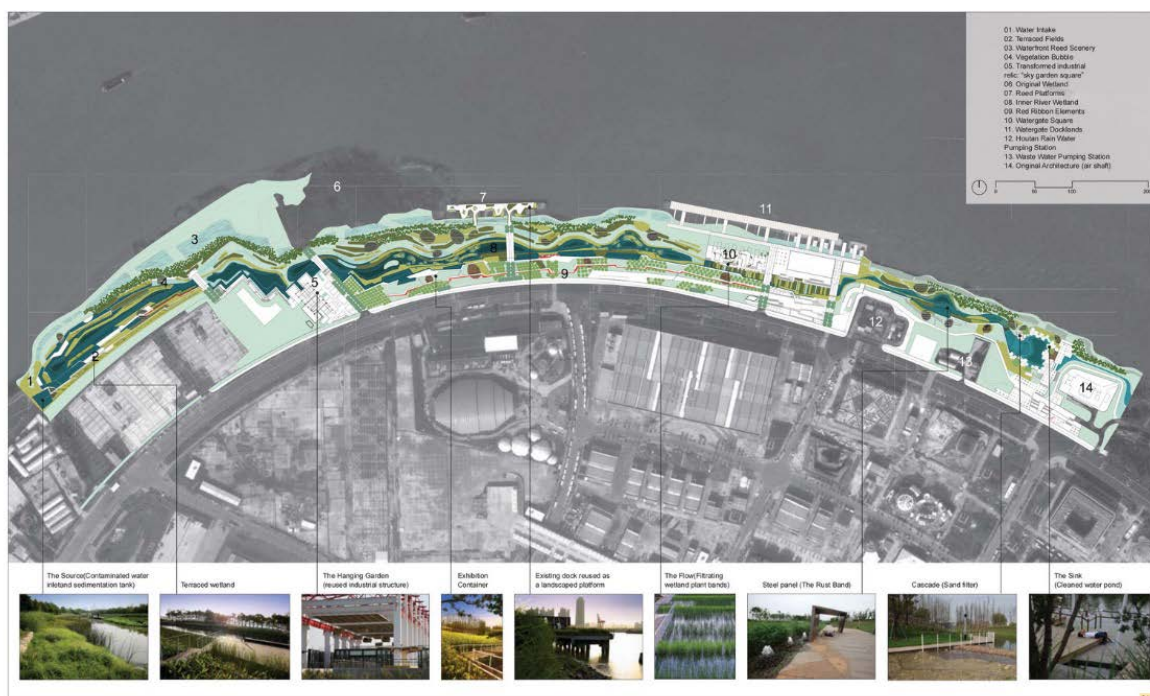 01. Water Intake
02. Terraced Fields
03. Waterfront Reed Scenery
04. Vegetation Bubble
05. Transformed industrial
relic: "sky garden square"
06. Original Wetland
07. Reed Platforms
08. Inner River Wetland
09. Red Ribbon Elements
10. Watergate Square
11. Watergate Docklands
12. Houtan Rain Water
Pumping Station
13. Waste Water Pumping Station
14. Original Architecture (air shaft)
0 50 100 200
6
7
11
3
8
10
4
5
9
12
2
13
1
14
The Source(Contaminated water
inletand sedimentation tank)
Terraced wetland
The Hanging Garden
(reused industrial structure)
Exhibition
Container
Existing dock reused as
a landscaped platform
The Flow(Filtrating
wetland plant bands)
Steel panel (The Rust Band)
Cascade (Sand filter)
The Sink
(Cleaned water pond)